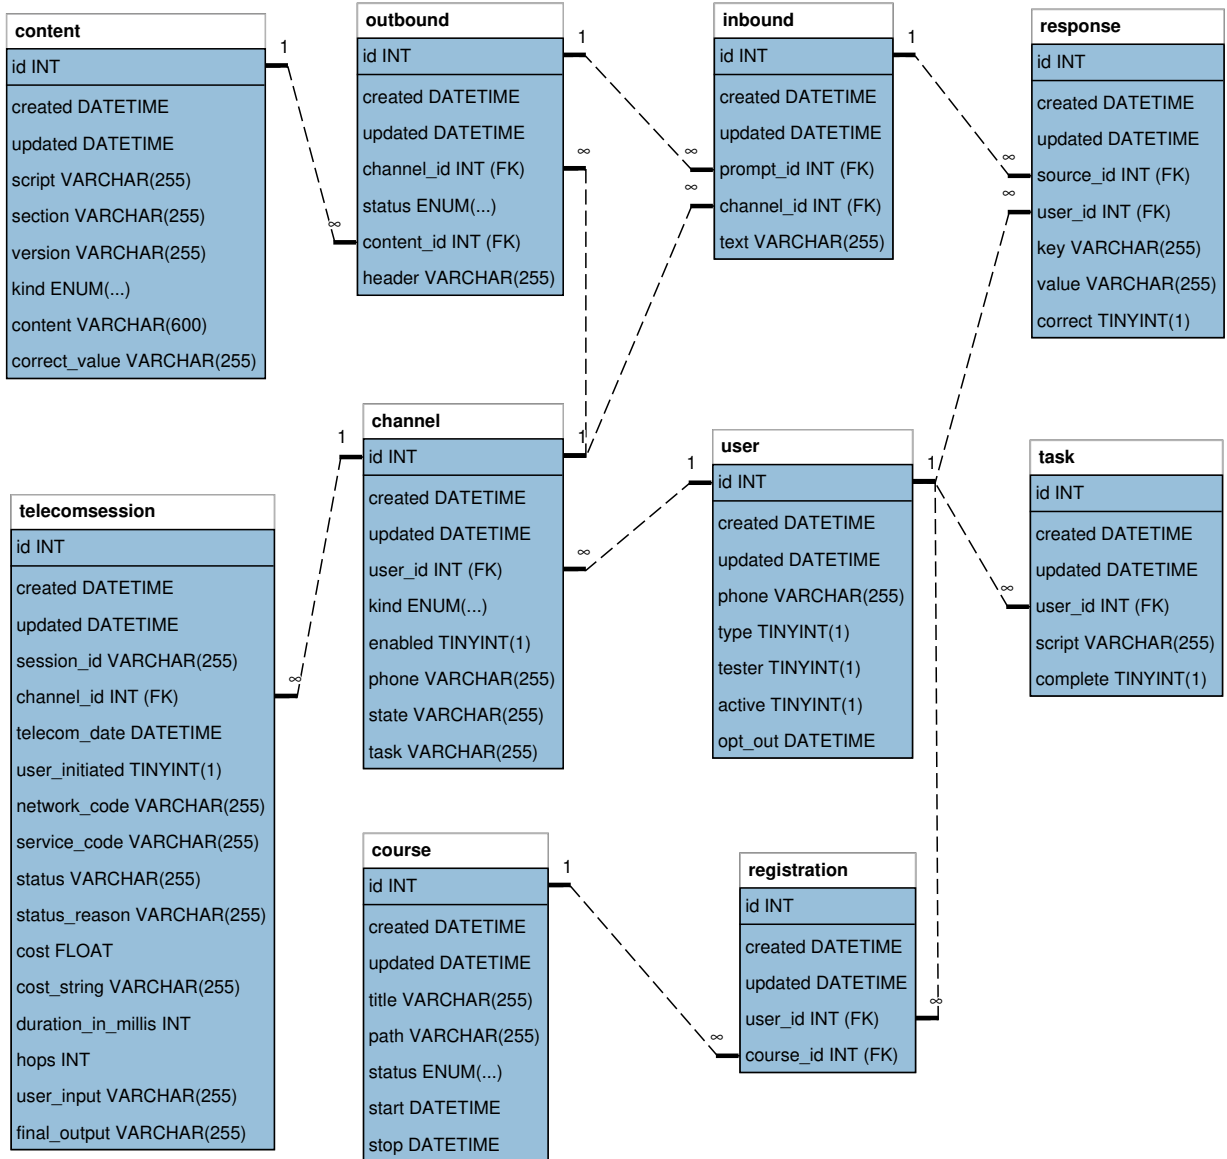 content
1
id INT
created DATETIME
updated DATETIME
script VARCHAR(255)
section VARCHAR(255)
version VARCHAR(255)
kind ENUM(...)
content VARCHAR(600)
correct_value VARCHAR(255)
∞
outbound
1
id INT
created DATETIME
updated DATETIME
∞
channel_id INT (FK)
status ENUM(...)
content_id INT (FK)
header VARCHAR(255)
inbound
1
id INT
created DATETIME
updated DATETIME
∞
prompt_id INT (FK)
∞
channel_id INT (FK)
text VARCHAR(255)
response
id INT
created DATETIME
updated DATETIME
∞
source_id INT (FK)
∞
user_id INT (FK)
key VARCHAR(255)
value VARCHAR(255)
correct TINYINT(1)
channel
1
1
id INT
created DATETIME
updated DATETIME
∞
user_id INT (FK)
kind ENUM(...)
enabled TINYINT(1)
phone VARCHAR(255)
state VARCHAR(255)
task VARCHAR(255)
user
1
1
id INT
created DATETIME
updated DATETIME
phone VARCHAR(255)
type TINYINT(1)
tester TINYINT(1)
active TINYINT(1)
opt_out DATETIME
task
id INT
created DATETIME
updated DATETIME
∞
user_id INT (FK)
script VARCHAR(255)
complete TINYINT(1)
telecomsession
id INT
created DATETIME
updated DATETIME
session_id VARCHAR(255)
∞
channel_id INT (FK)
telecom_date DATETIME
user_initiated TINYINT(1)
network_code VARCHAR(255)
service_code VARCHAR(255)
status VARCHAR(255)
status_reason VARCHAR(255)
cost FLOAT
cost_string VARCHAR(255)
duration_in_millis INT
hops INT
user_input VARCHAR(255)
final_output VARCHAR(255)
course
1
id INT
created DATETIME
updated DATETIME
title VARCHAR(255)
path VARCHAR(255)
status ENUM(...)
start DATETIME
stop DATETIME
registration
id INT
created DATETIME
updated DATETIME
∞
user_id INT (FK)
∞
course_id INT (FK)